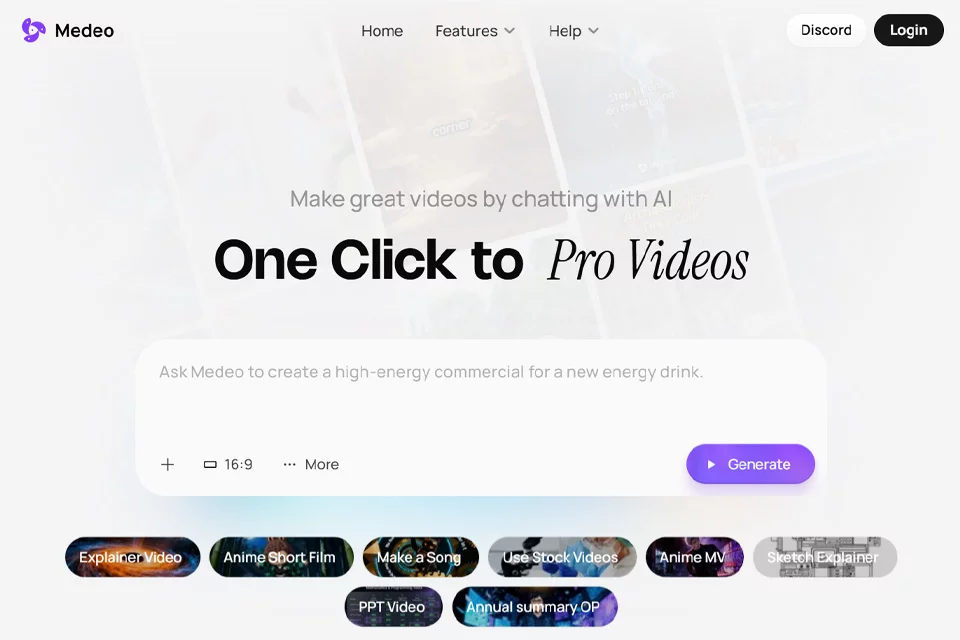 Medeo
Home Features Help
Discord Login
corner
Make great videos by chatting with AI
One Click to Pro Videos
Ask Medeo to create a high-energy commercial for a new energy drink.
16:9 More
Generate
Explainer Video Anime Short Film Make a Song Use Stock Videos Anime MV Sketch Explainer
PPT Video Annual summary OP